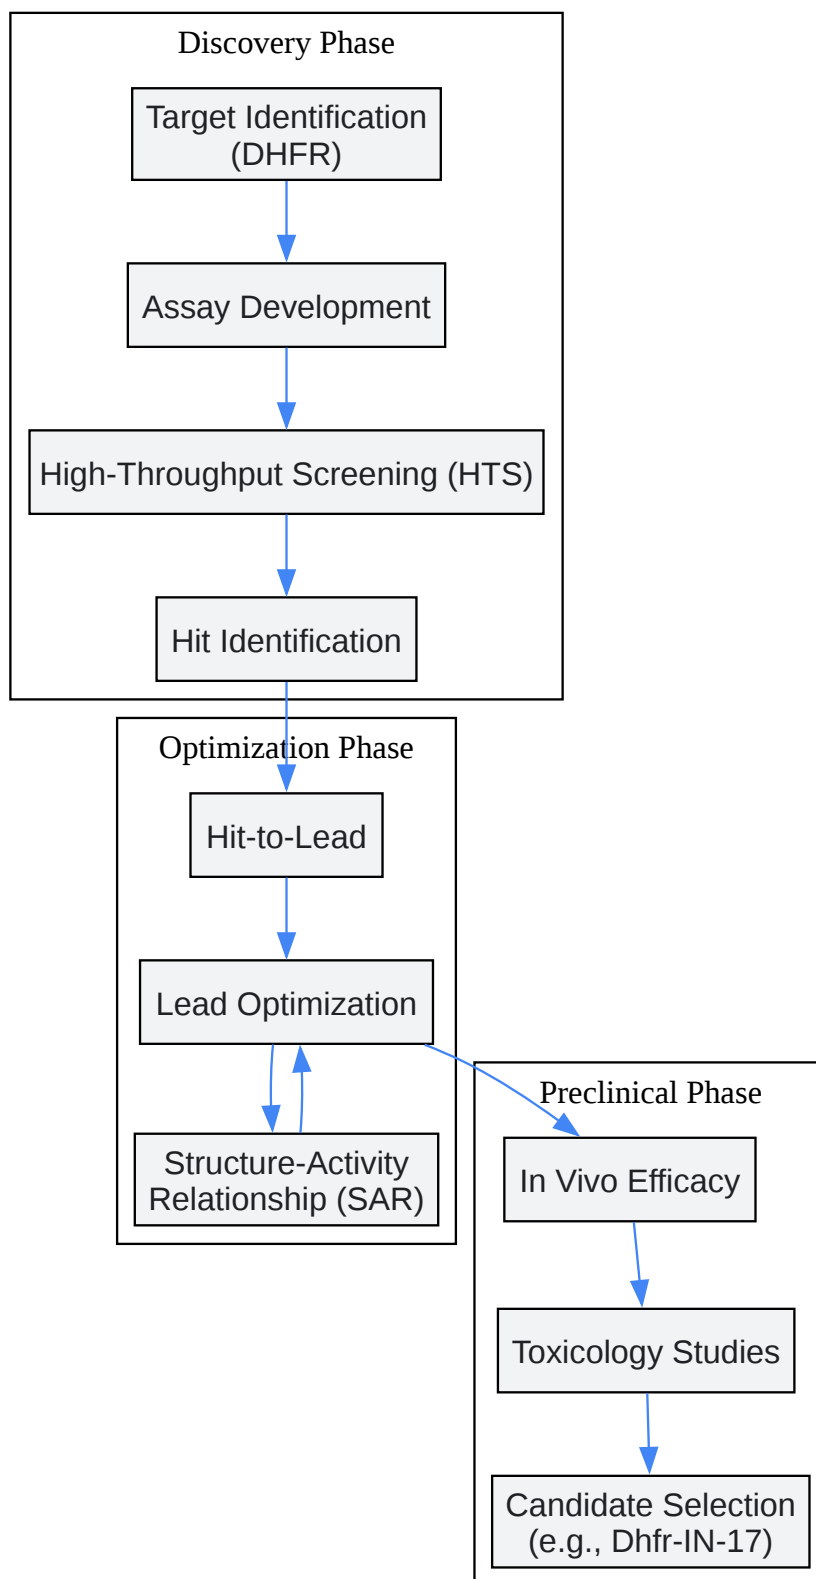 Discovery Phase
Target Identification
(DHFR)
Assay Development
High-Throughput Screening (HTS)
Hit Identification
Optimization Phase
Hit-to-Lead
Lead Optimization
Structure-Activity
Relationship (SAR)
Preclinical Phase
In Vivo Efficacy
Toxicology Studies
Candidate Selection
(e.g., Dhfr-IN-17)